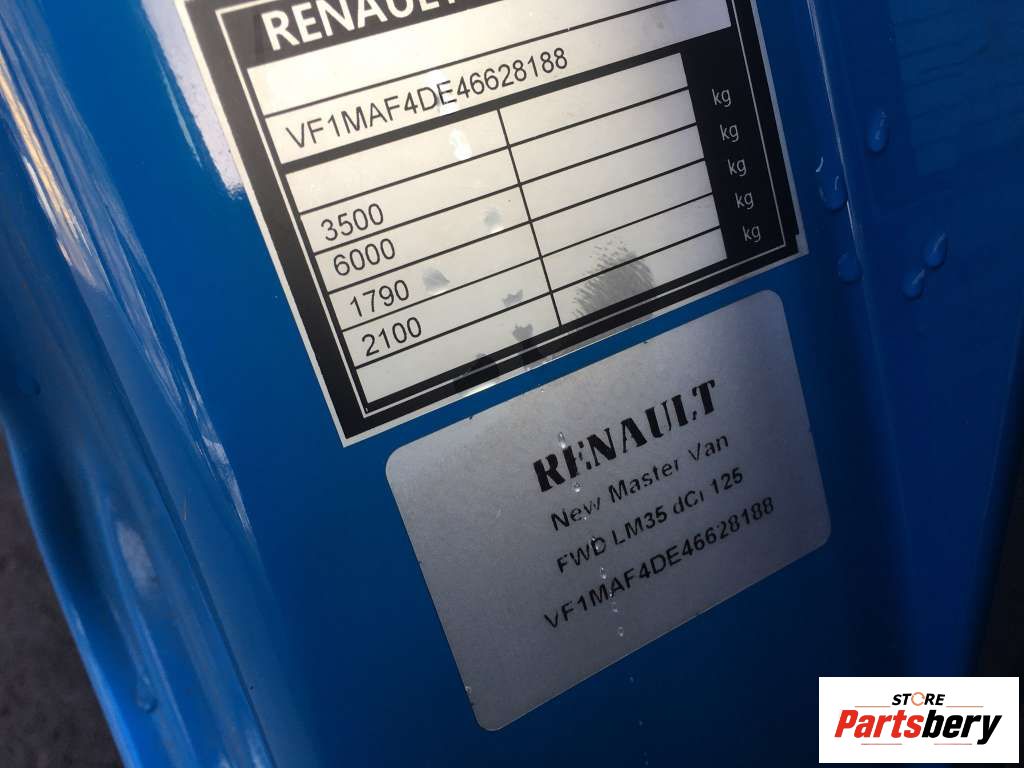 RENAULT
VF1MAF4DE46628188
kg
3500 kg
6000 kg
1790 kg
2100 kg
RENAULT
New Master Van
FWD LM35 dCi 125
VF1MAF4DE46628188
STORE
Partsbery